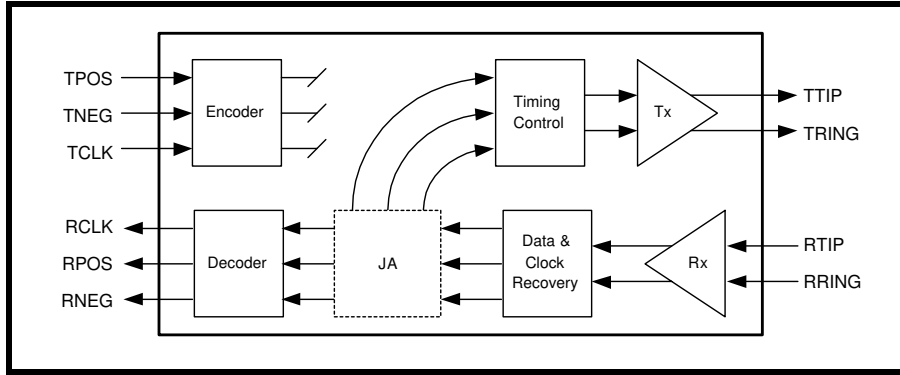 TPOS
TNEG
TCLK
Encoder
Timing
Control
Tx
TTIP
TRING
RCLK
RPOS
RNEG
Decoder
JA
Data &
Clock
Recovery
Rx
RTIP
RRING